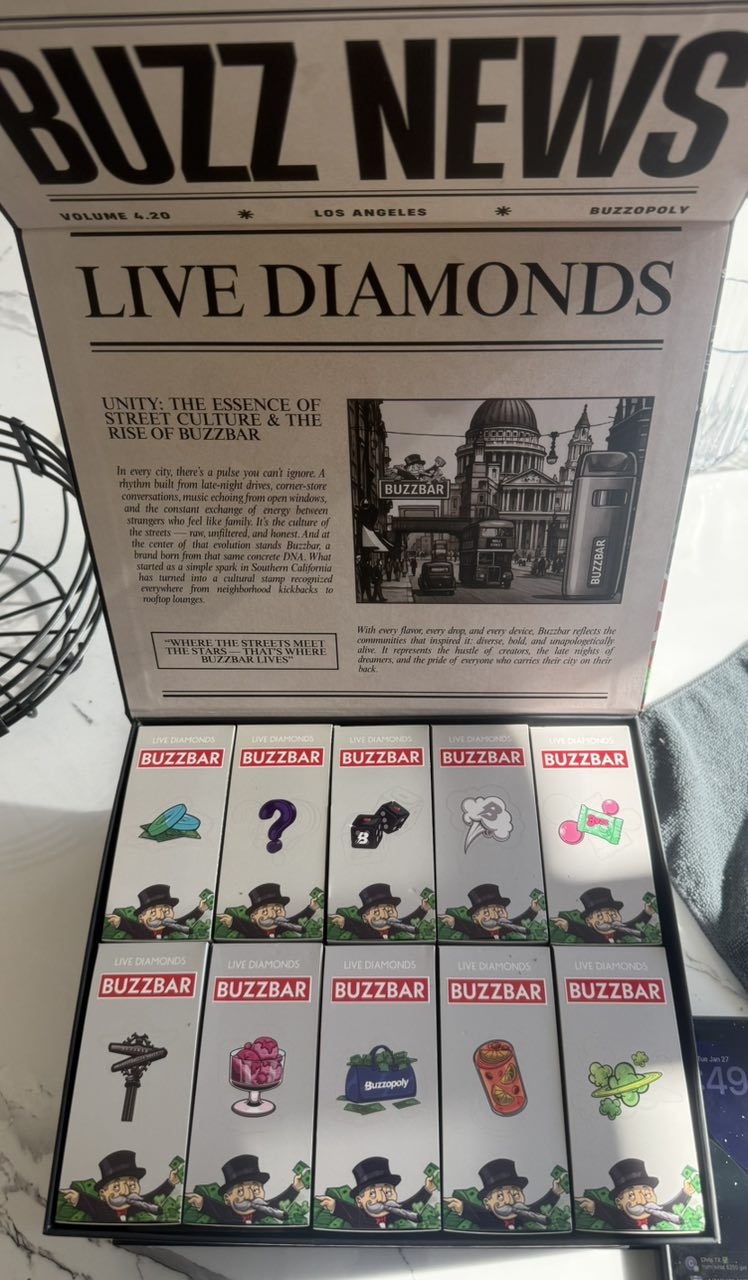 BUZZ NEWS
VOLUME 4.20 * LOS ANGELES * BUZZOPOLY
LIVE DIAMONDS
UNITY: THE ESSENCE OF
STREET CULTURE & THE
RISE OF BUZZBAR
In every city, there's a pulse you can't ignore. A
rhythm built from late-night drives, corner-store
conversations, music echoing from open windows,
and the constant exchange of energy between
strangers who feel like family. It's the culture of
the streets — raw, unfiltered, and honest. And at
the center of that evolution stands Buzzbar, a
brand born from that same concrete DNA. What
started as a simple spark in Southern California
has turned into a cultural stamp recognized
everywhere from neighborhood kickbacks to
rooftop lounges.
"WHERE THE STREETS MEET
THE STARS — THAT'S WHERE
BUZZBAR LIVES"
BUZZBAR
BUZZBAR
With every flavor, every drop, and every device, Buzzbar reflects the
communities that inspired it: diverse, bold, and unapologetically
alive. It represents the hustle of creators, the late nights of
dreamers, and the pride of everyone who carries their city on their
back.
LIVE DIAMONDS LIVE DIAMONDS LIVE DIAMONDS LIVE DIAMONDS LIVE DIAMONDS
BUZZBAR BUZZBAR BUZZBAR BUZZBAR BUZZBAR
B
LIVE DIAMONDS LIVE DIAMONDS LIVE DIAMONDS LIVE DIAMONDS LIVE DIAMONDS
BUZZBAR BUZZBAR BUZZBAR BUZZBAR BUZZBAR
Buzzopoly
Tue Jan 27
:49